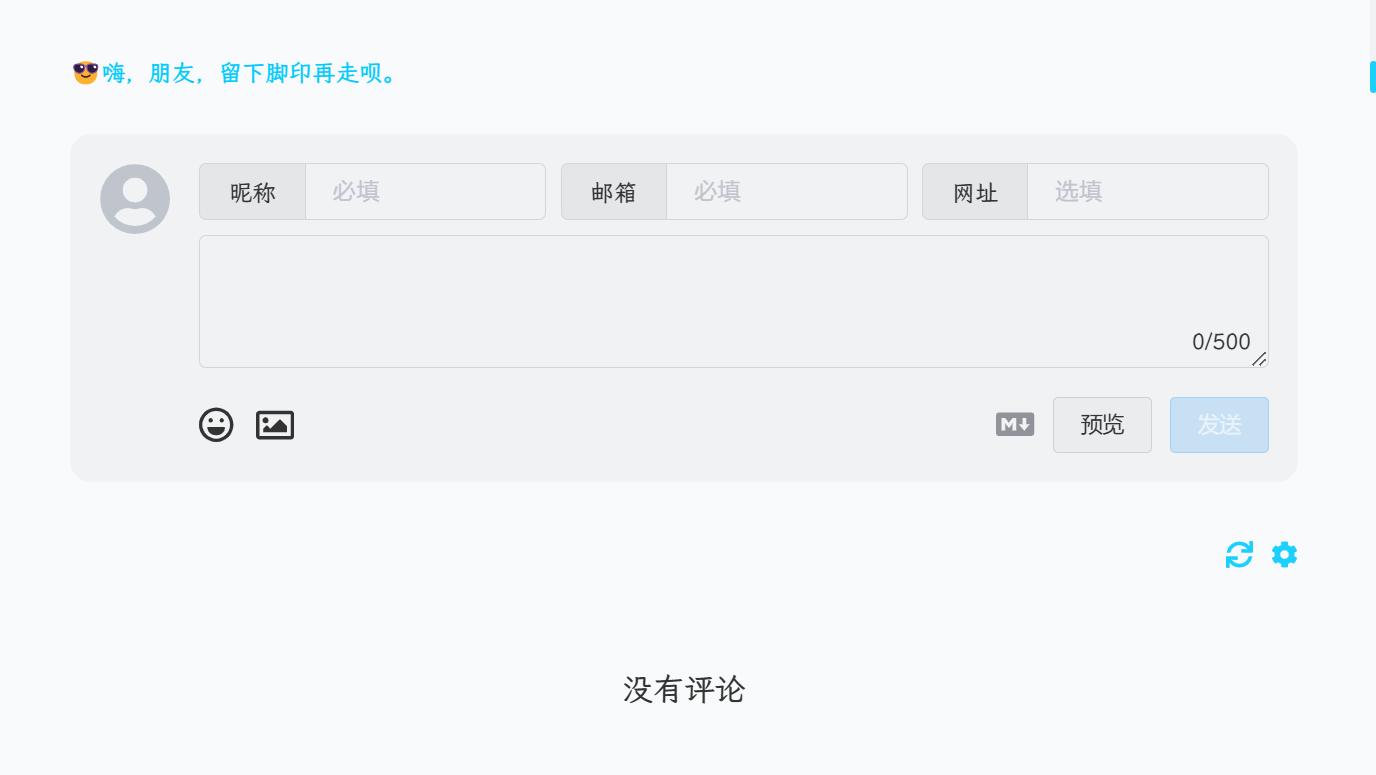 😎嗨，朋友，留下脚印再走呗。
昵称 必填 邮箱 必填 网址 选填
0/500
M↓ 预览 发送
没有评论